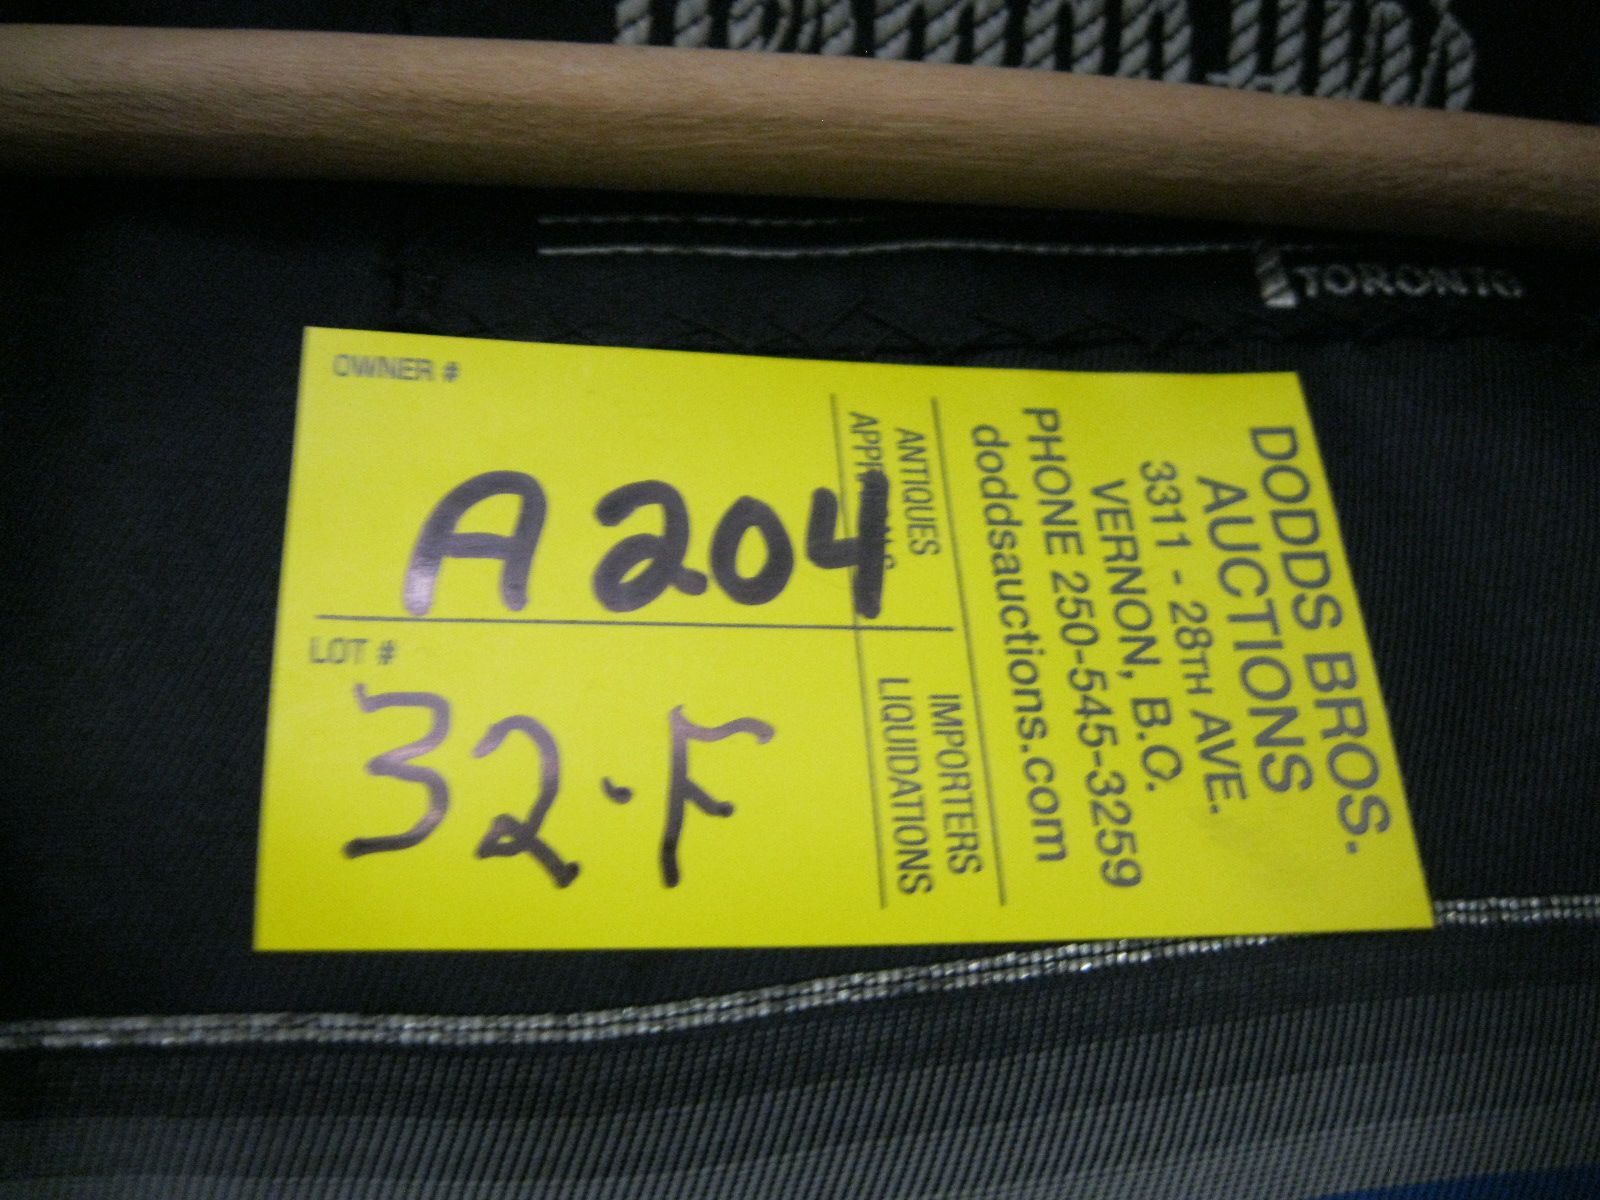 TORONTO
OWNER #
A204
LOT #
32·F
ANTIQUES
IMPORTERS
LIQUIDATIONS
DODDS BROS.
AUCTIONS
3311 - 28TH AVE.
VERNON, B.C.
PHONE 250-545-3259
doddsauctions.com